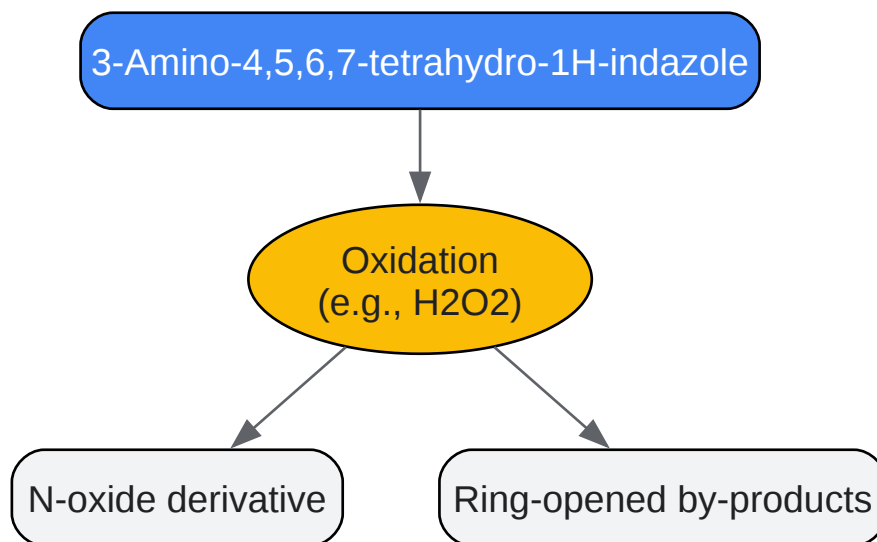 3-Amino-4,5,6,7-tetrahydro-1H-indazole
Oxidation
(e.g., H2O2)
N-oxide derivative
Ring-opened by-products